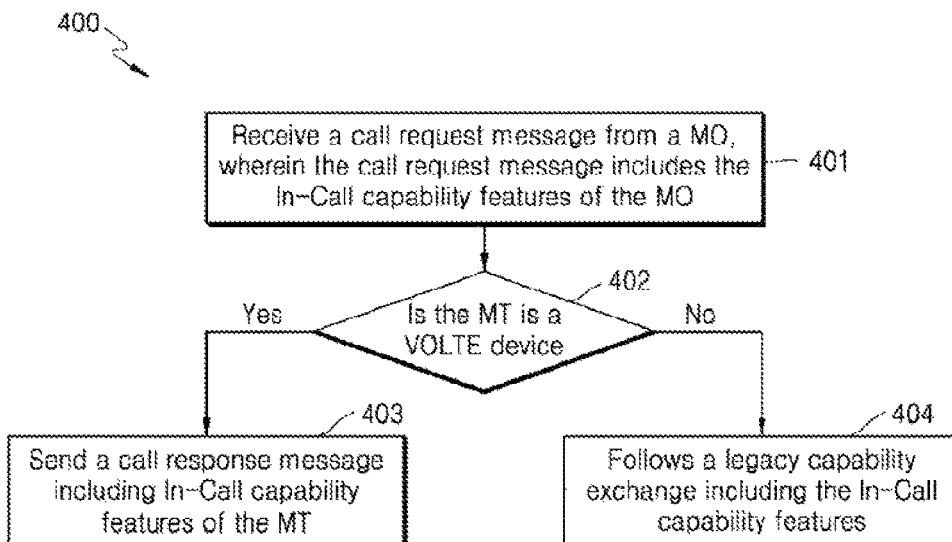 400
Receive a call request message from a MO,
wherein the call request message includes the
In-Call capability features of the MO
401
402
Yes
Is the MT is a
VOLTE device
No
403
Send a call response message
including In-Call capability
features of the MT
404
Follows a legacy capability
exchange including the In-Call
capability features